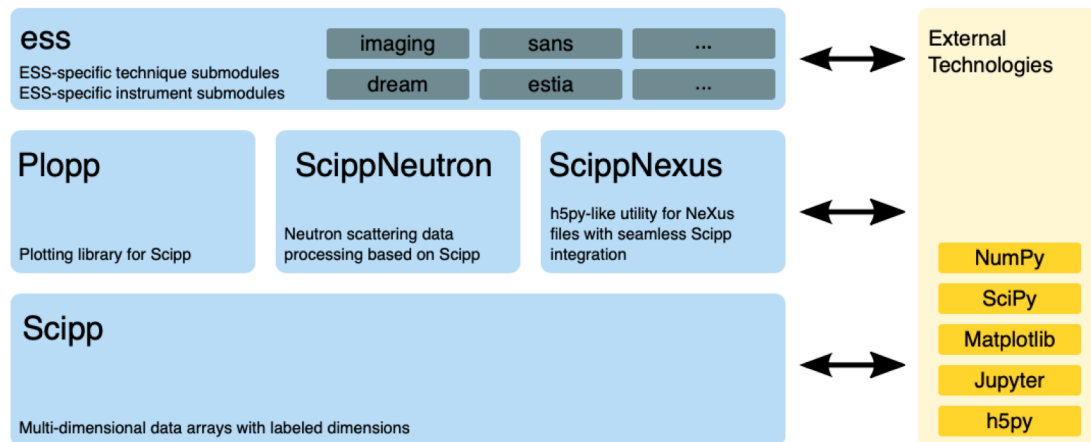 ess
ESS-specific technique submodules
ESS-specific instrument submodules
imaging
sans
...
dream
estia
...
External
Technologies
Plopp
Plotting library for Scipp
ScippNeutron
Neutron scattering data
processing based on Scipp
ScippNexus
h5py-like utility for NeXus
files with seamless Scipp
integration
Scipp
Multi-dimensional data arrays with labeled dimensions
NumPy
SciPy
Matplotlib
Jupyter
h5py